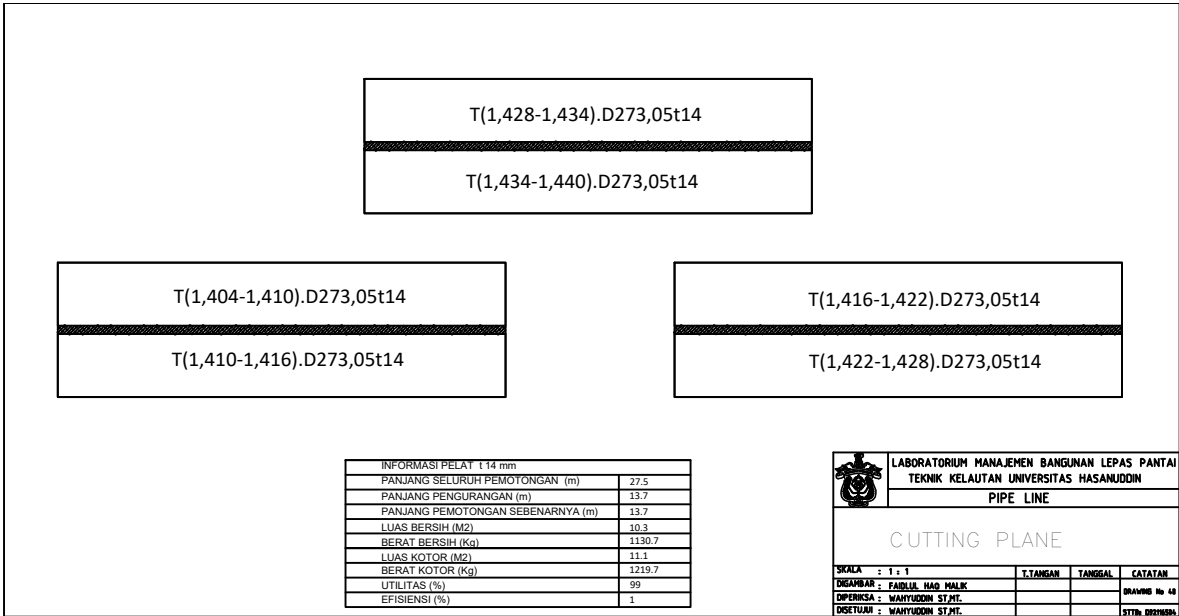 T(1,428-1,434).D273,05t14
T(1,434-1,440).D273,05t14
T(1,404-1,410).D273,05t14
T(1,410-1,416).D273,05t14
T(1,416-1,422).D273,05t14
T(1,422-1,428).D273,05t14
INFORMASI PELAT t 14 mm
PANJANG SELURUH PEMOTONGAN (m) 27.5
PANJANG PENGURANGAN (m) 13.7
PANJANG PEMOTONGAN SEBENARNYA (m) 13.7
LUAS BERSIH (M2) 10.3
BERAT BERSIH (Kg) 1130.7
LUAS KOTOR (M2) 11.1
BERAT KOTOR (Kg) 1219.7
UTILITAS (%) 99
EFISIENSI (%) 1
LABORATORIUM MANAJEMEN BANGUNAN LEPAS PANTAI
TEKNIK KELAUTAN UNIVERSITAS HASANUDDIN
PIPE LINE
CUTTING PLANE
SKALA : 1 : 1 T.TANGAN TANGGAL CATATAN
DIGAMBAR : FAIDLUL HAQ MALIK
DRAWING No 48
DIPERIKSA : WAHYUDDIN ST,MT.
DISETUJUI : WAHYUDDIN ST,MT.